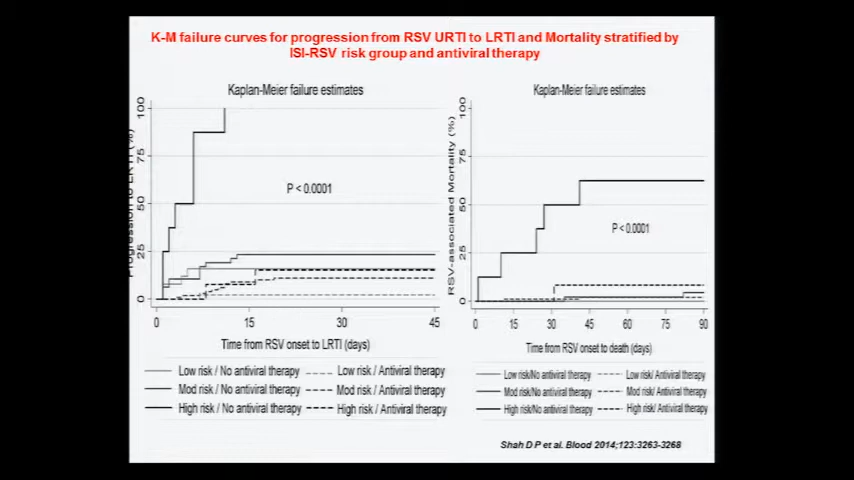 K-M failure curves for progression from RSV URTI to LRTI and Mortality stratified by
ISI-RSV risk group and antiviral therapy
Kaplan-Meier failure estimates
Progression to LRTI (%)
100
75
50
25
0
P < 0.0001
0 15 30 45
Time from RSV onset to LRTI (days)
Low risk / No antiviral therapy
Low risk / Antiviral therapy
Mod risk / No antiviral therapy
Mod risk / Antiviral therapy
High risk / No antiviral therapy
High risk / Antiviral therapy
Kaplan-Meier failure estimates
RSV-associated Mortality (%)
100
75
50
25
0
P < 0.0001
0 15 30 45 60 75 90
Time from RSV onset to death (days)
Low risk/No antiviral therapy
Low risk/ Antiviral therapy
Mod risk/No antiviral therapy
Mod risk/ Antiviral therapy
High risk/No antiviral therapy
High risk/ Antiviral therapy
Shah D P et al. Blood 2014;123:3263-3268